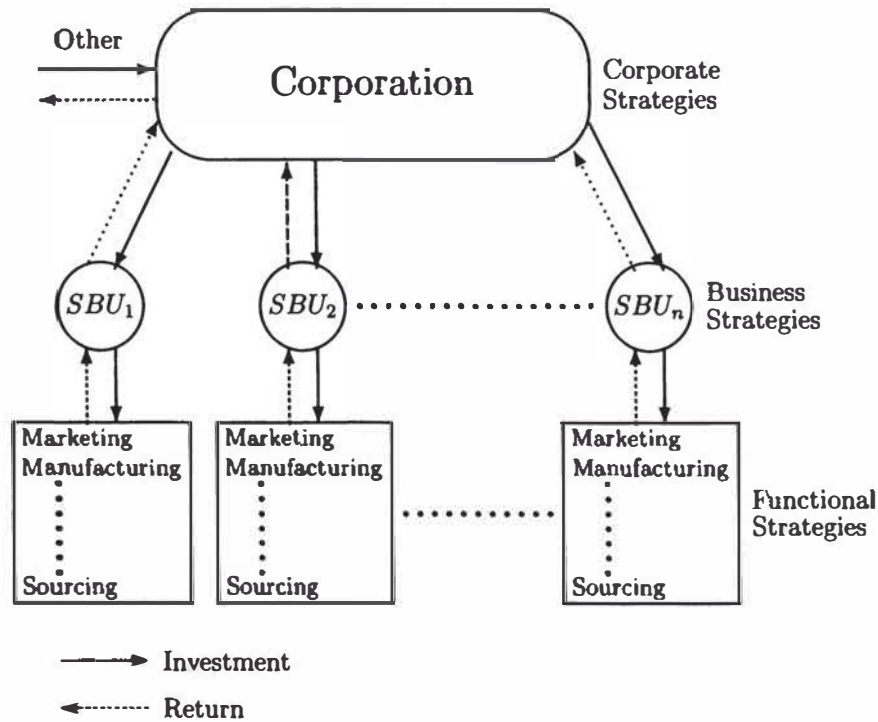 Other
Corporation
Corporate
Strategies
SBU₁
SBU₂
SBUₙ
Business
Strategies
Marketing
Manufacturing
Sourcing
Marketing
Manufacturing
Sourcing
Marketing
Manufacturing
Sourcing
Functional
Strategies
Investment
Return